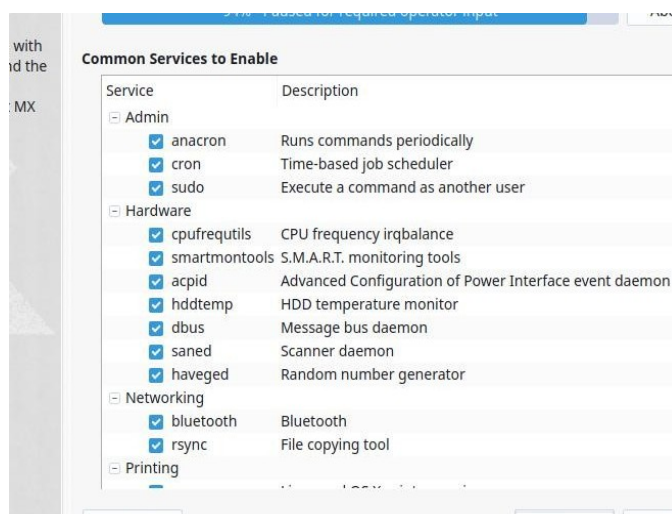 with
nd the
MX
Common Services to Enable
Service Description
Admin
anacron Runs commands periodically
cron Time-based job scheduler
sudo Execute a command as another user
Hardware
cpufrequtils CPU frequency irqbalance
smartmontools S.M.A.R.T. monitoring tools
acpid Advanced Configuration of Power Interface event daemon
hddtemp HDD temperature monitor
dbus Message bus daemon
saned Scanner daemon
haveged Random number generator
Networking
bluetooth Bluetooth
rsync File copying tool
Printing